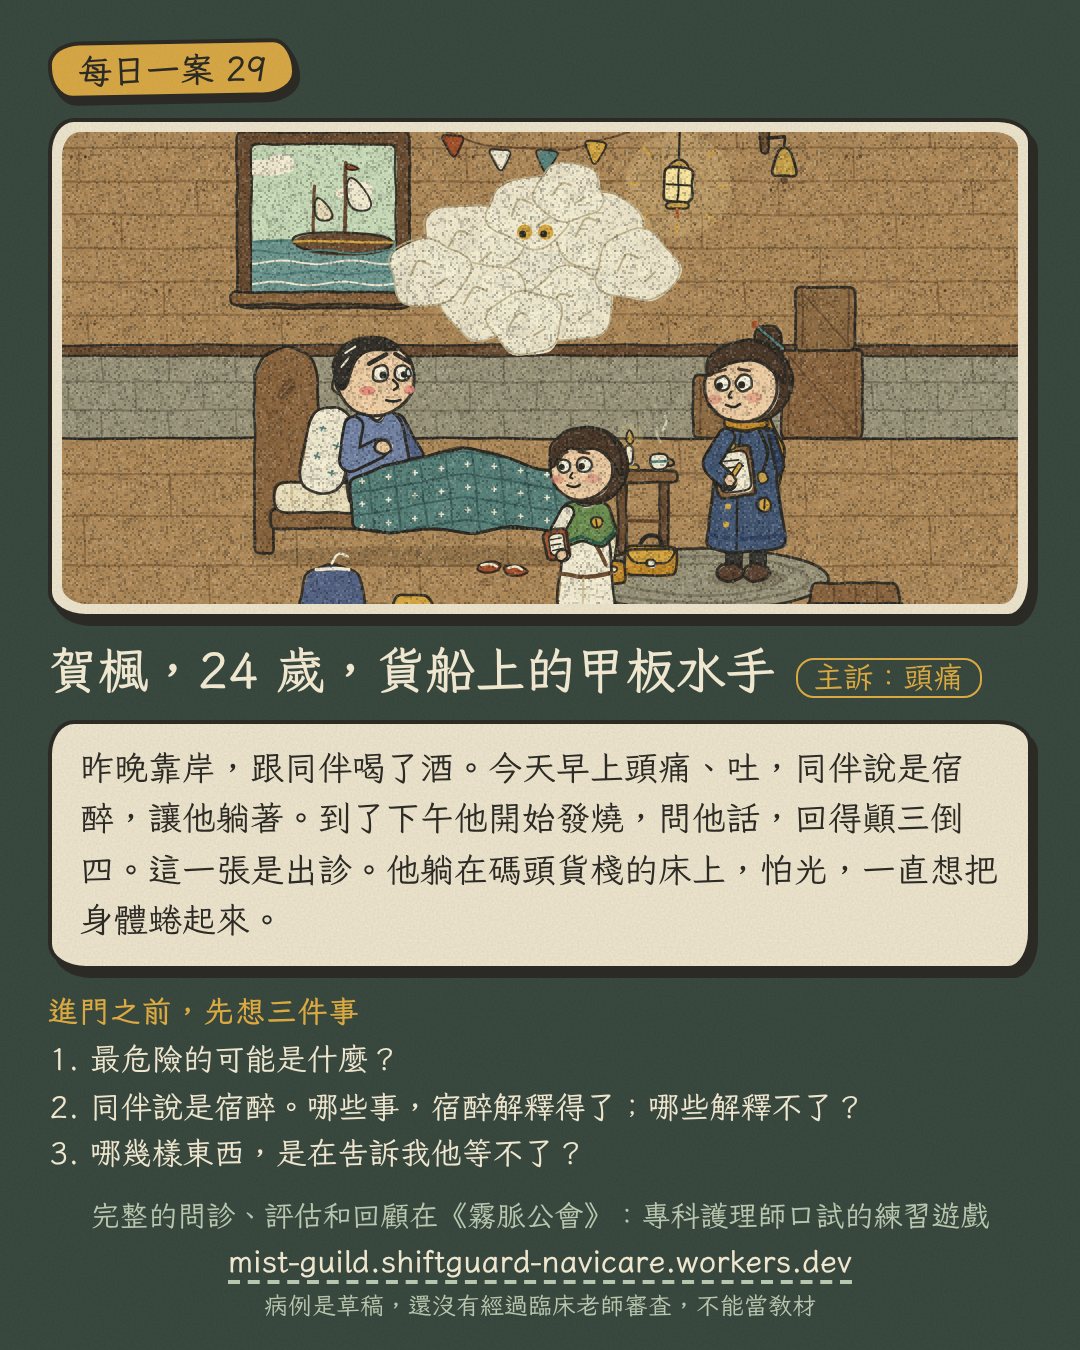 每日一案 29
賀楓，24 歲，貨船上的甲板水手
主訴：頭痛
昨晚靠岸，跟同伴喝了酒。今天早上頭痛、吐，同伴說是宿
醉，讓他躺著。到了下午他開始發燒，問他話，回得顛三倒
四。這一張是出診。他躺在碼頭貨棧的床上，怕光，一直想把
身體蜷起來。
進門之前，先想三件事
1. 最危險的可能是什麼？
2. 同伴說是宿醉。哪些事，宿醉解釋得了；哪些解釋不了？
3. 哪幾樣東西，是在告訴我他等不了？
完整的問診、評估和回顧在《霧脈公會》：專科護理師口試的練習遊戲
mist-guild.shiftguard-navicare.workers.dev
病例是草稿，還沒有經過臨床老師審查，不能當教材